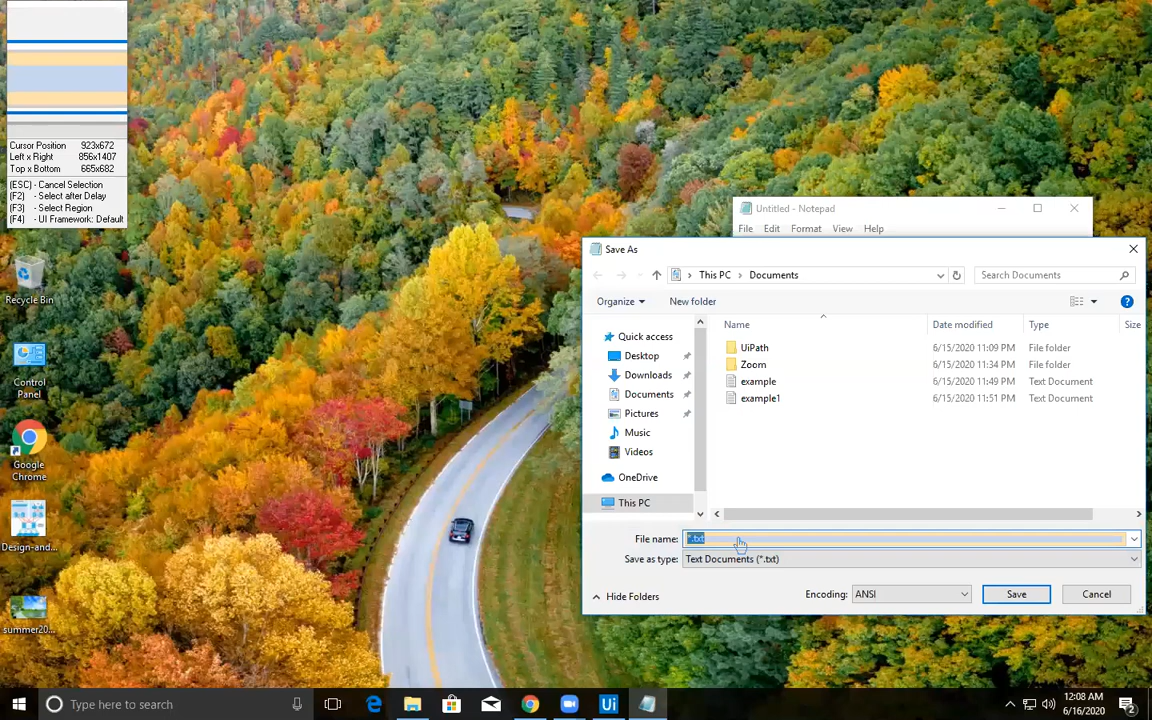 Cursor Position 923x672
Left x Right 856x1407
Top x Bottom 665x682
(ESC) - Cancel Selection
(F2) - Select after Delay
(F3) - Select Region
(F4) - UI Framework: Default
Recycle Bin
Control Panel
Google Chrome
Design-and...
summer20...
Untitled - Notepad
File Edit Format View Help
Save As
This PC > Documents
Search Documents
Organize
New folder
Name Date modified Type Size
Quick access
Desktop
Downloads
Documents
Pictures
Music
Videos
OneDrive
This PC
UiPath 6/15/2020 11:09 PM File folder
Zoom 6/15/2020 11:34 PM File folder
example 6/15/2020 11:49 PM Text Document
example1 6/15/2020 11:51 PM Text Document
File name: *.txt
Save as type: Text Documents (*.txt)
Hide Folders
Encoding: ANSI
Save
Cancel
Type here to search
Ui
12:08 AM
6/16/2020
2